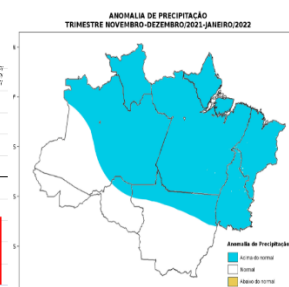 ANOMALIA DE PRECIPITAÇÃO
TRIMESTRE NOVEMBRO-DEZEMBRO/2021-JANEIRO/2022
Anomalia de Precipitação
Acima do normal
Normal
Abaixo do normal